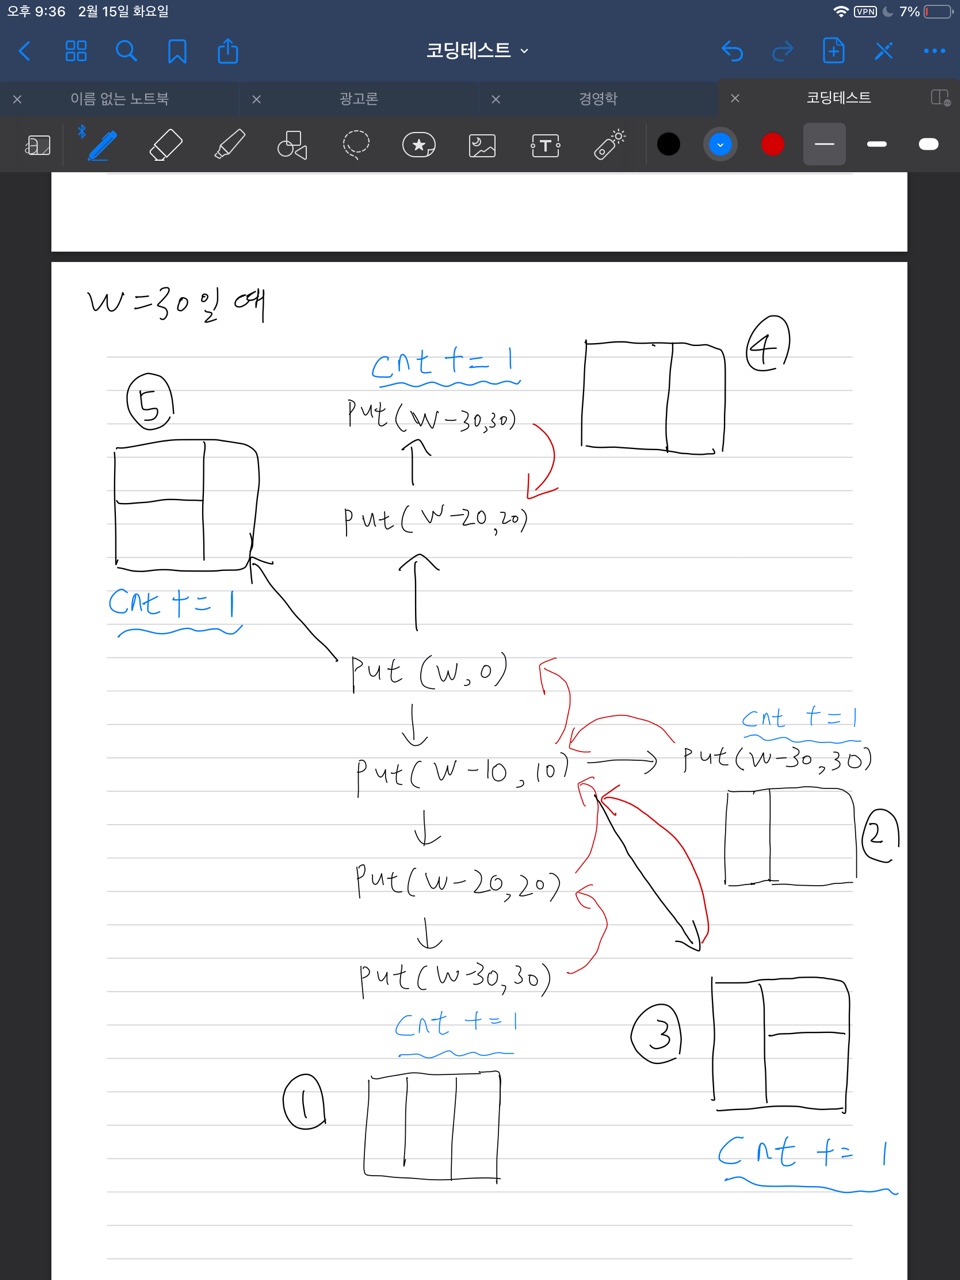 오후 9:36 2월 15일 화요일
VPN 7%
코딩테스트
이름 없는 노트북
광고론
경영학
코딩테스트
T
W=30일 때
4
cnt += 1
5
put(W-30,30)
put(W-20,20)
cnt += 1
put(W,0)
cnt += 1
put(W-10,10)
put(W-30,30)
2
put(W-20,20)
put(W-30,30)
cnt += 1
3
1
cnt += 1